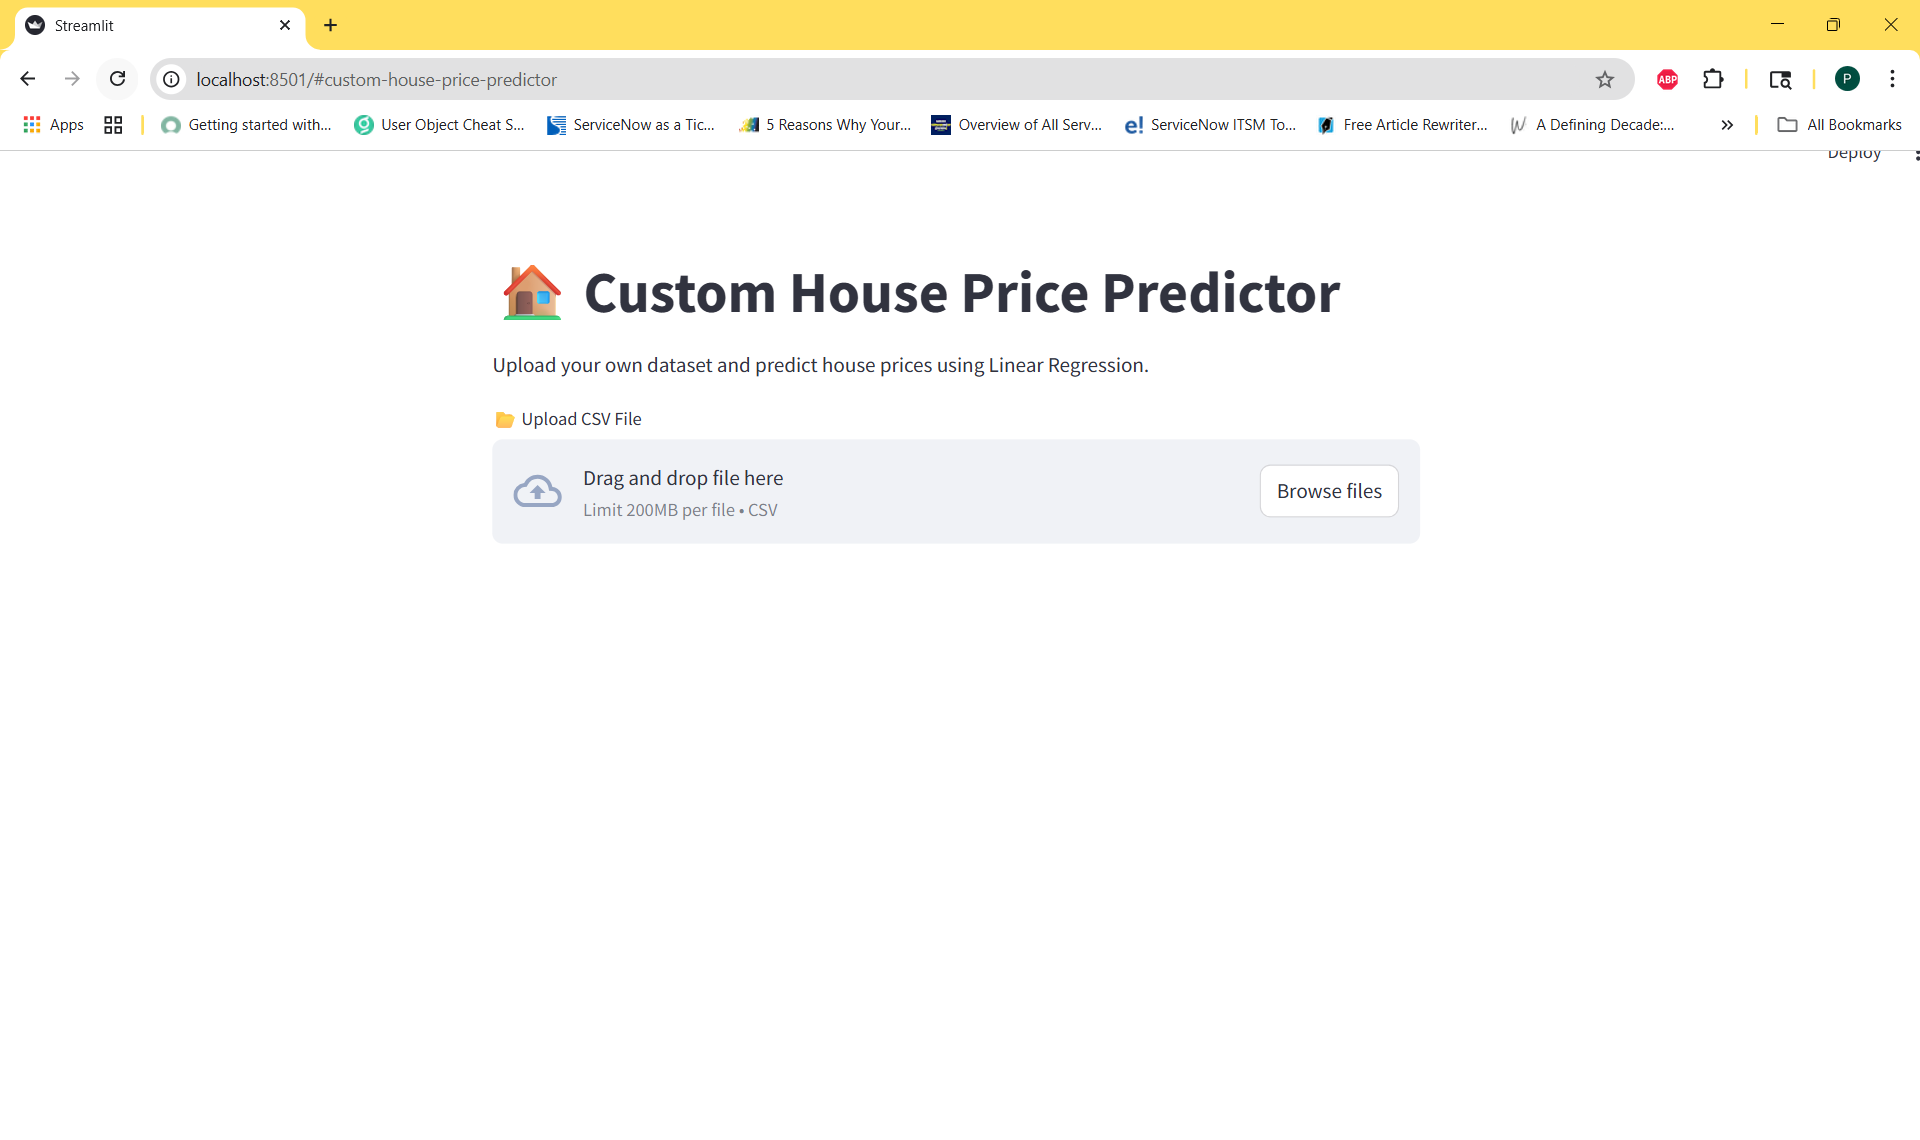 Streamlit
localhost:8501/#custom-house-price-predictor
ABP
P
Apps
Getting started with...
User Object Cheat S...
ServiceNow as a Tic...
5 Reasons Why Your...
Overview of All Serv...
e! ServiceNow ITSM To...
Free Article Rewriter...
A Defining Decade:...
All Bookmarks
Deploy
Custom House Price Predictor
Upload your own dataset and predict house prices using Linear Regression.
Upload CSV File
Drag and drop file here
Limit 200MB per file • CSV
Browse files